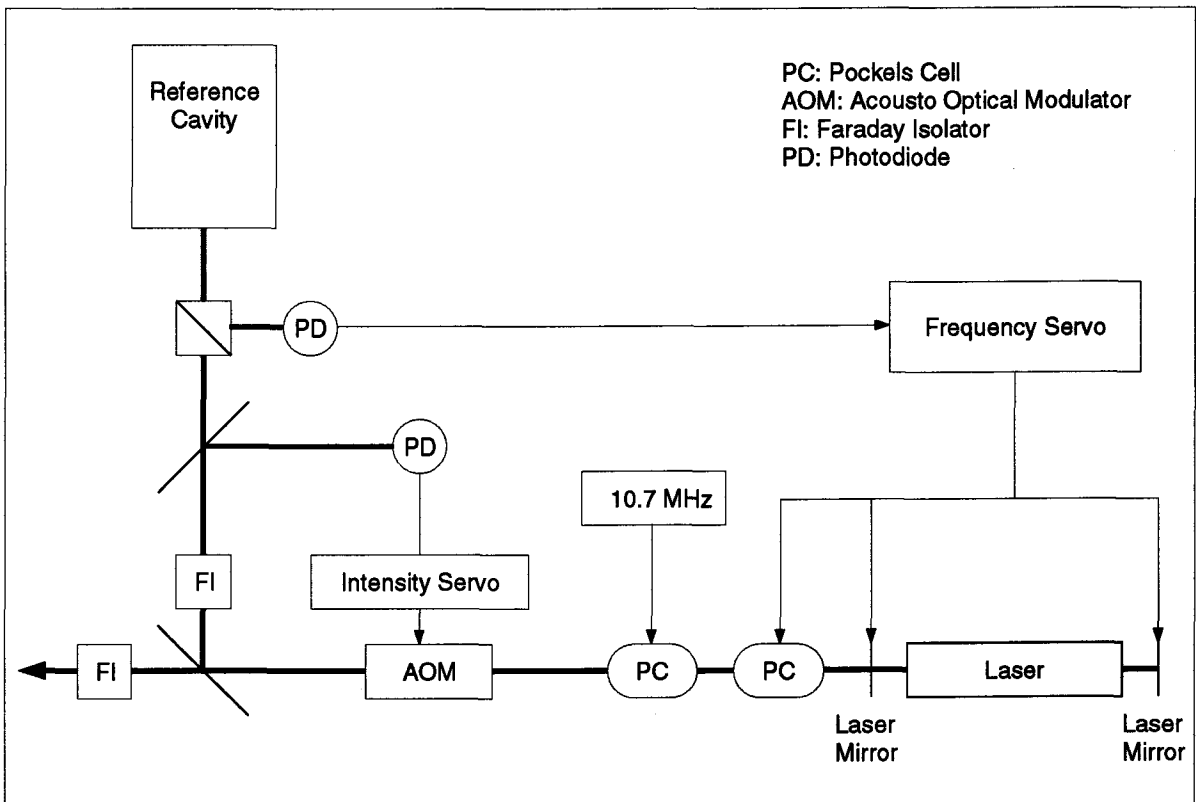 Reference
Cavity
PC: Pockels Cell
AOM: Acousto Optical Modulator
FI: Faraday Isolator
PD: Photodiode
PD
Frequency Servo
PD
10.7 MHz
FI
Intensity Servo
FI
AOM
PC
PC
Laser
Laser
Mirror
Laser
Mirror